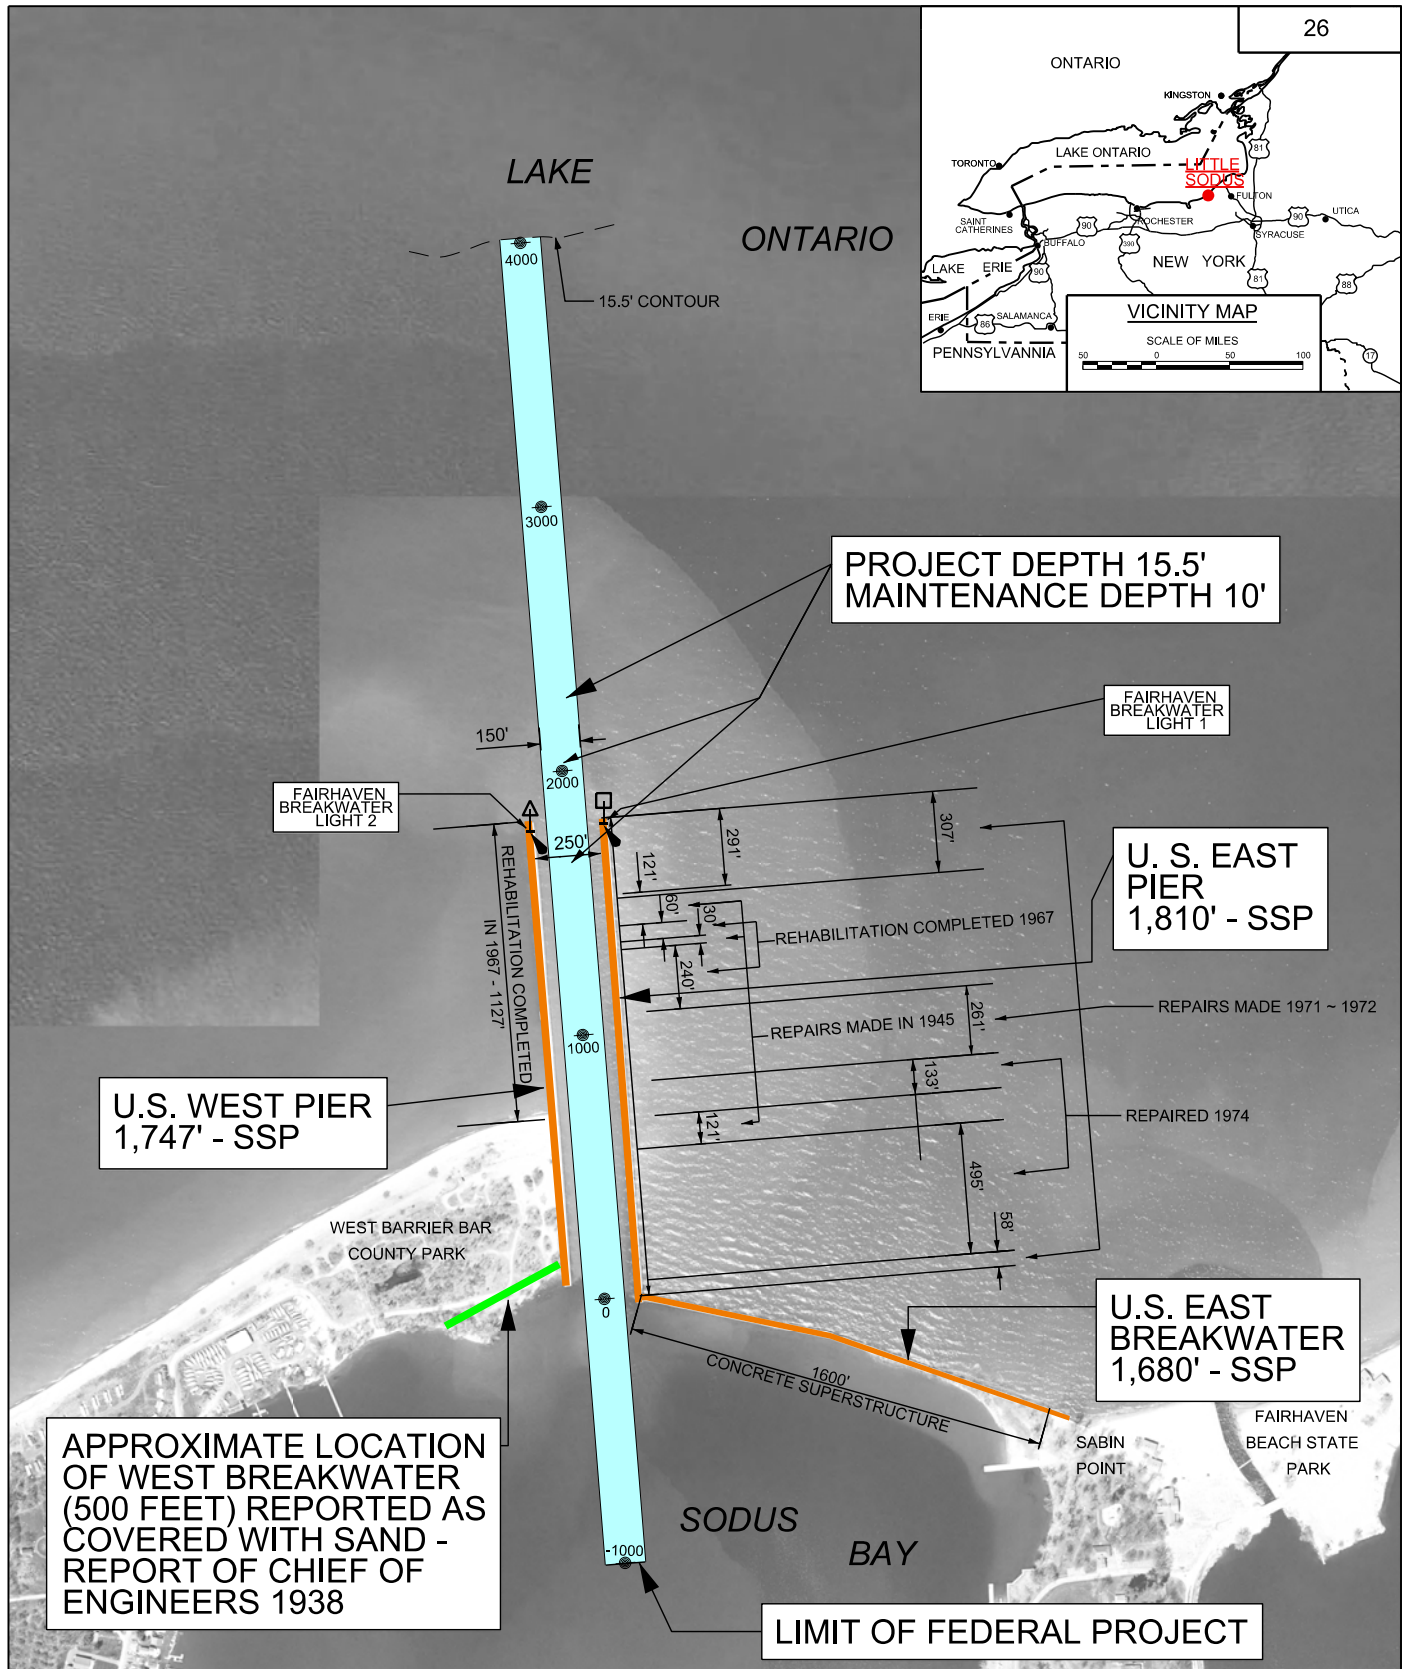 26
ONTARIO
KINGSTON
81
TORONTO
LAKE ONTARIO
LITTLE
SODUS
FULTON
SAINT
CATHERINES
90
ROCHESTER
90
UTICA
BUFFALO
390
SYRACUSE
LAKE ERIE
90
NEW YORK
81
88
ERIE
86
SALAMANCA
PENNSYLVANNIA
17
VICINITY MAP
SCALE OF MILES
50 0 50 100
LAKE
ONTARIO
4000
15.5' CONTOUR
3000
PROJECT DEPTH 15.5'
MAINTENANCE DEPTH 10'
FAIRHAVEN
BREAKWATER
LIGHT 1
150'
2000
FAIRHAVEN
BREAKWATER
LIGHT 2
250'
REHABILITATION COMPLETED
IN 1967 - 1127'
291'
307'
121'
60'
30'
240'
REHABILITATION COMPLETED 1967
U. S. EAST
PIER
1,810' - SSP
261'
REPAIRS MADE IN 1945
REPAIRS MADE 1971 ~ 1972
1000
133'
121'
REPAIRED 1974
U.S. WEST PIER
1,747' - SSP
495'
58'
WEST BARRIER BAR
COUNTY PARK
0
U.S. EAST
BREAKWATER
1,680' - SSP
1600'
CONCRETE SUPERSTRUCTURE
FAIRHAVEN
BEACH STATE
PARK
SABIN
POINT
APPROXIMATE LOCATION
OF WEST BREAKWATER
(500 FEET) REPORTED AS
COVERED WITH SAND -
REPORT OF CHIEF OF
ENGINEERS 1938
SODUS
BAY
-1000
LIMIT OF FEDERAL PROJECT